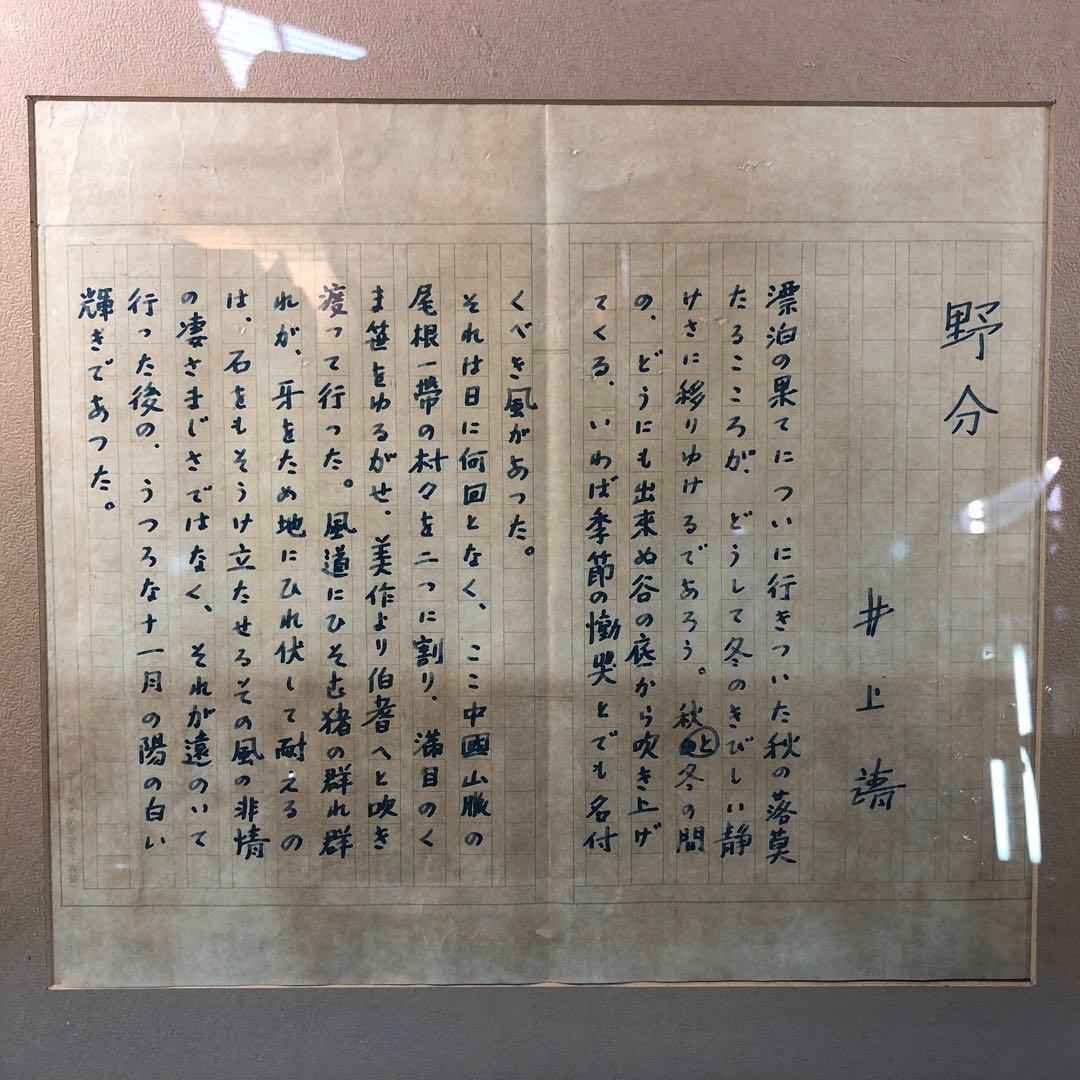 野分
井上靖
漂泊の果てについに行きついた秋の落莫
たるこころが、どうして冬のきびしい静
けさに移りゆけるであろう。秋と冬の間
の、どうにも出来ぬ谷の底から吹き上げ
てくる、いわば季節の慟哭とでも名付
くべき風があった。
それは日に何回となく、ここ中國山脈の
尾根一帶の村々を二つに割り、満目のく
ま笹をゆるがせ、美作より伯耆へと吹き
渡って行った。風道にひそむ猪の群れ群
れが、牙をため地にひれ伏して耐えるの
は、石をもそうけ立たせるその風の非情
の凄さまじさではなく、それが遠のいて
行った後の、うつろな十一月の陽の白い
輝きであった。